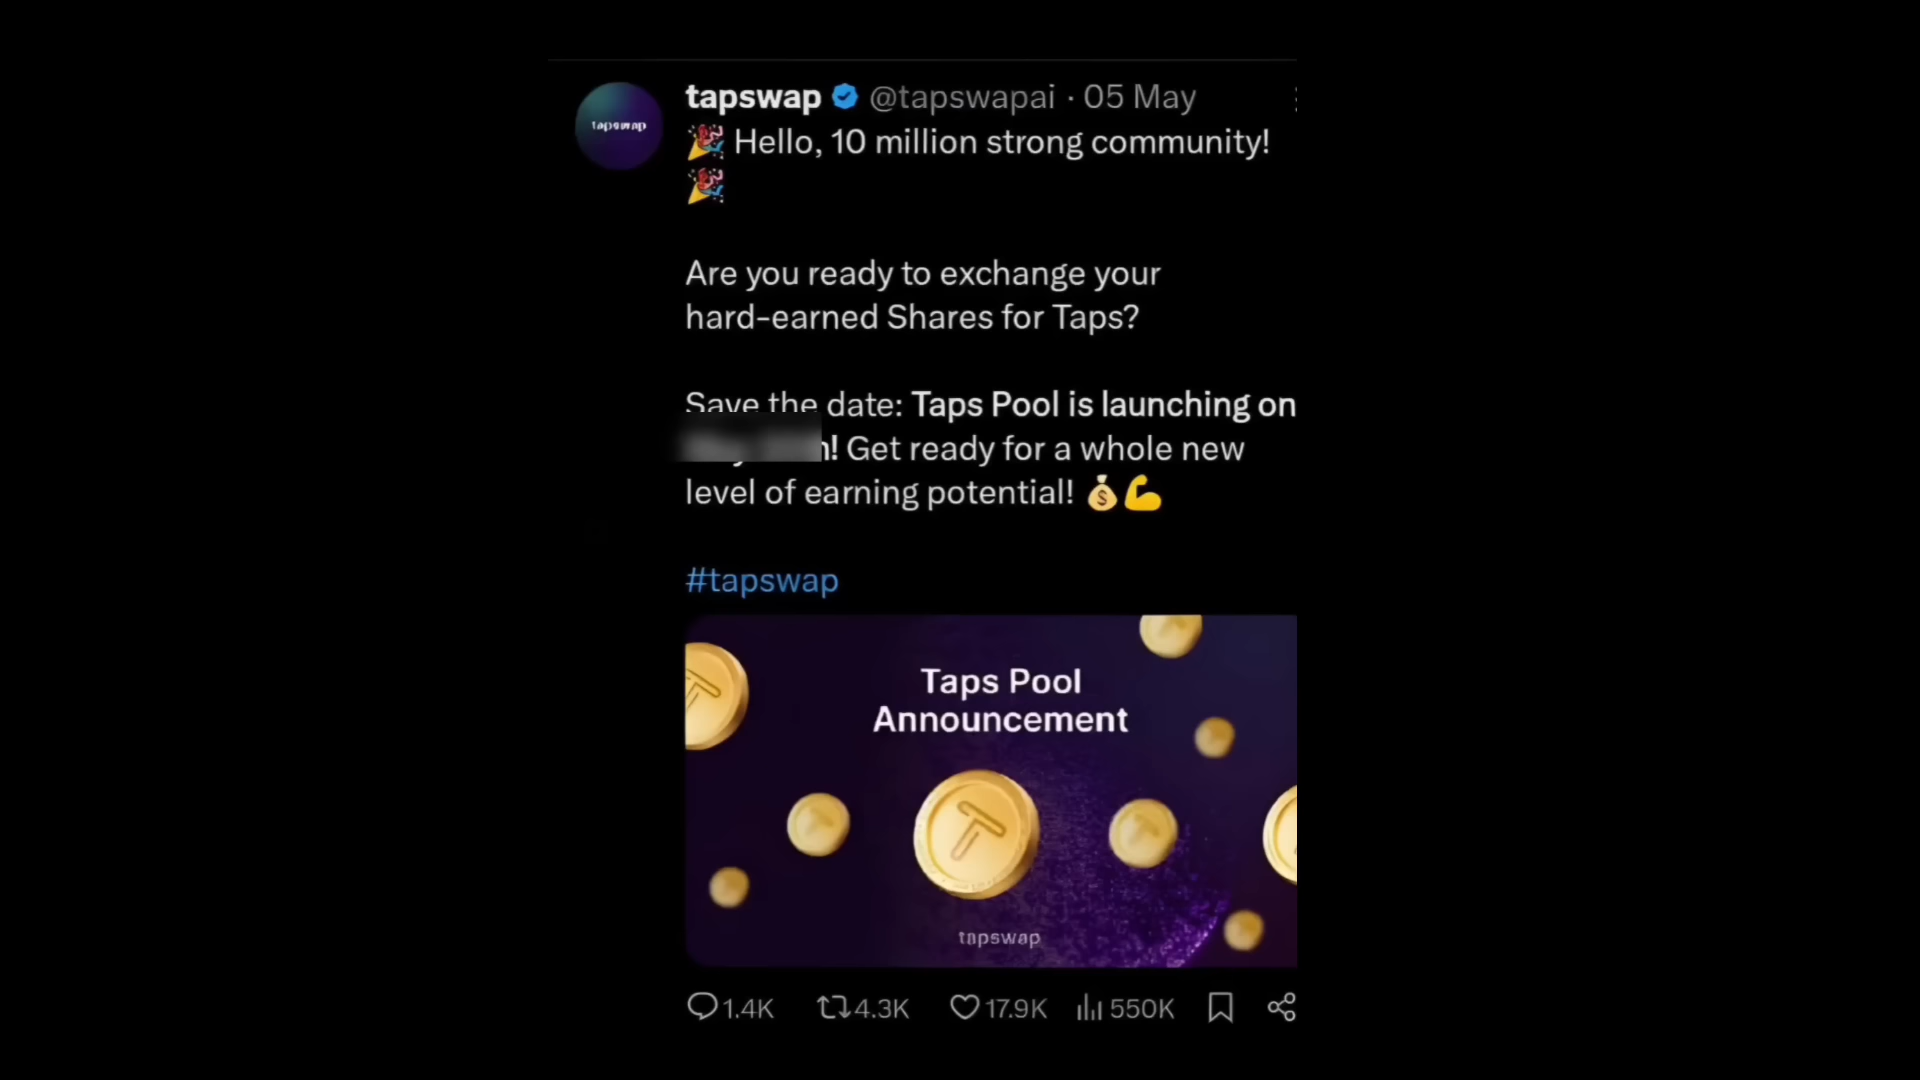 tapswap @tapswapai · 05 May
tapswap
🎉 Hello, 10 million strong community!
🎉
Are you ready to exchange your
hard-earned Shares for Taps?
Save the date: Taps Pool is launching on
! Get ready for a whole new
level of earning potential! 💰💪
#tapswap
Taps Pool
Announcement
tapswap
1.4K 4.3K 17.9K 550K